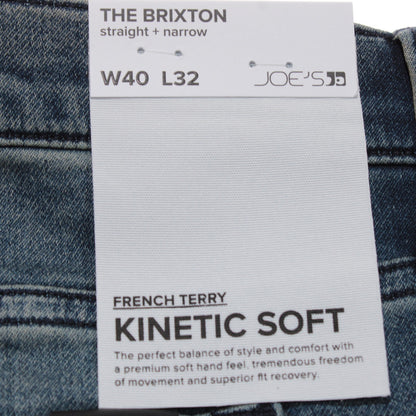 THE BRIXTON
straight + narrow
W40 L32
JOE'S
FRENCH TERRY
KINETIC SOFT
The perfect balance of style and comfort with
a premium soft hand feel, tremendous freedom
of movement and superior fit recovery.